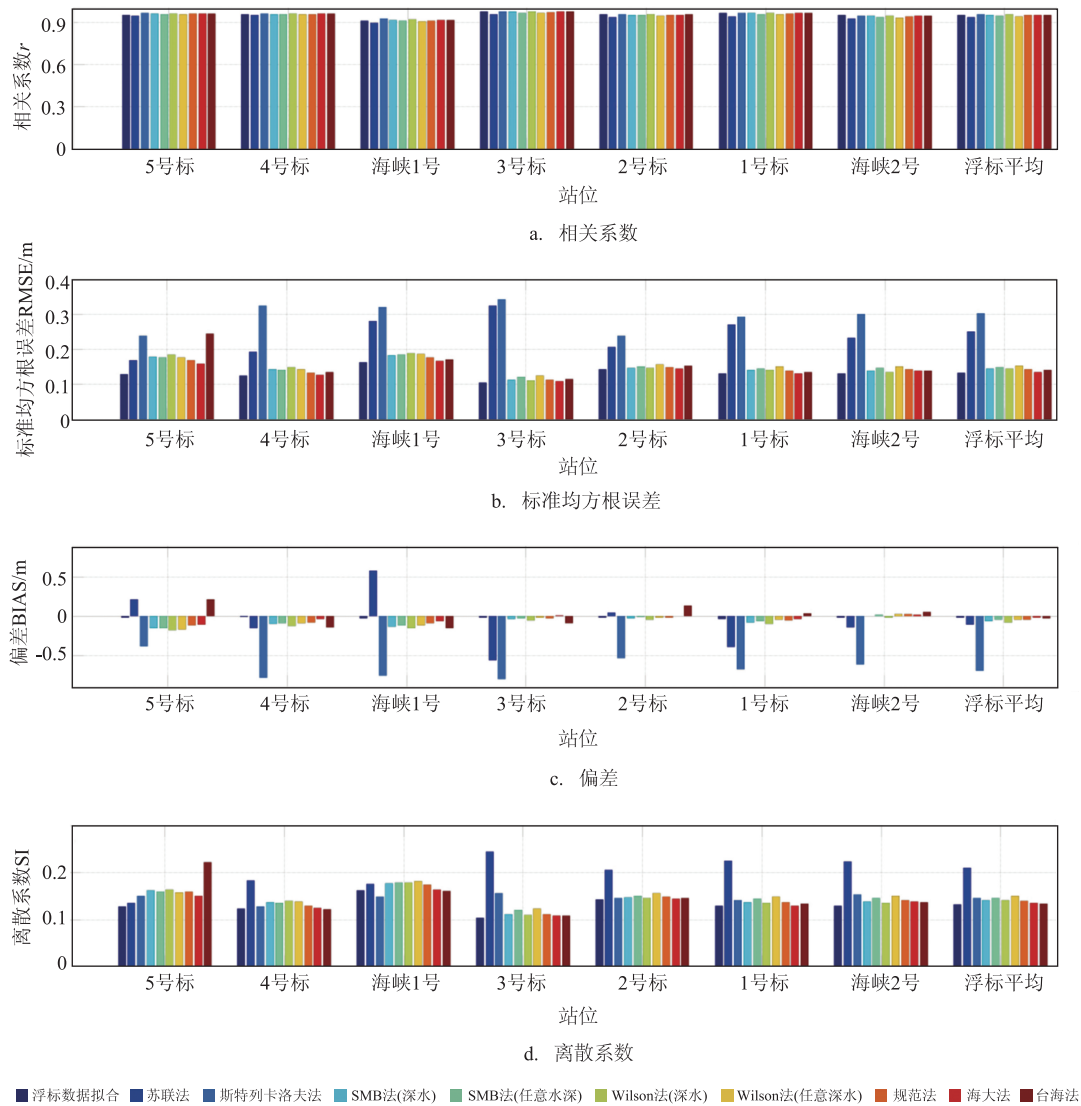 相关系数r
0.9
0.6
0.3
0
5号标 4号标 海峡1号 3号标 2号标 1号标 海峡2号 浮标平均
站位
a. 相关系数
标准均方根误差RMSE/m
0.4
0.3
0.2
0.1
0
5号标 4号标 海峡1号 3号标 2号标 1号标 海峡2号 浮标平均
站位
b. 标准均方根误差
偏差BIAS/m
0.5
0
-0.5
5号标 4号标 海峡1号 3号标 2号标 1号标 海峡2号 浮标平均
站位
c. 偏差
离散系数SI
0.2
0.1
0
5号标 4号标 海峡1号 3号标 2号标 1号标 海峡2号 浮标平均
站位
d. 离散系数
浮标数据拟合 苏联法 斯特列卡洛夫法 SMB法(深水) SMB法(任意水深) Wilson法(深水) Wilson法(任意深水) 规范法 海大法 台海法